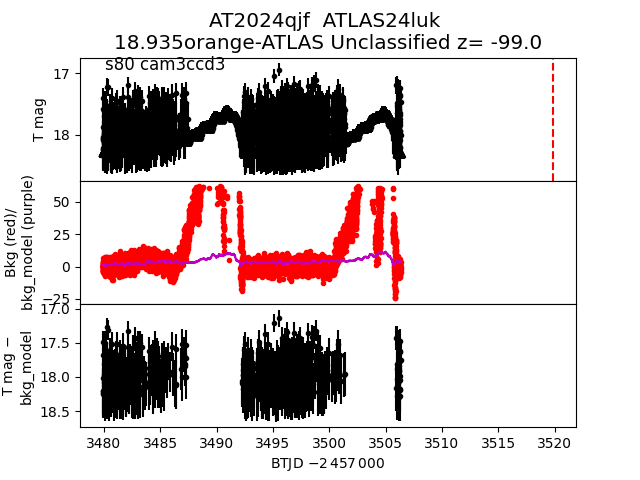 AT2024qjf  ATLAS24luk
18.935orange-ATLAS Unclassified z= -99.0
s80 cam3ccd3
17
18
T mag
50
25
0
−25
Bkg (red)/
bkg_model (purple)
17.0
17.5
18.0
18.5
T mag −
bkg_model
3480 3485 3490 3495 3500 3505 3510 3515 3520
BTJD −2 457 000